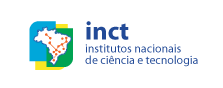 inct
institutos nacionais
de ciência e tecnologia